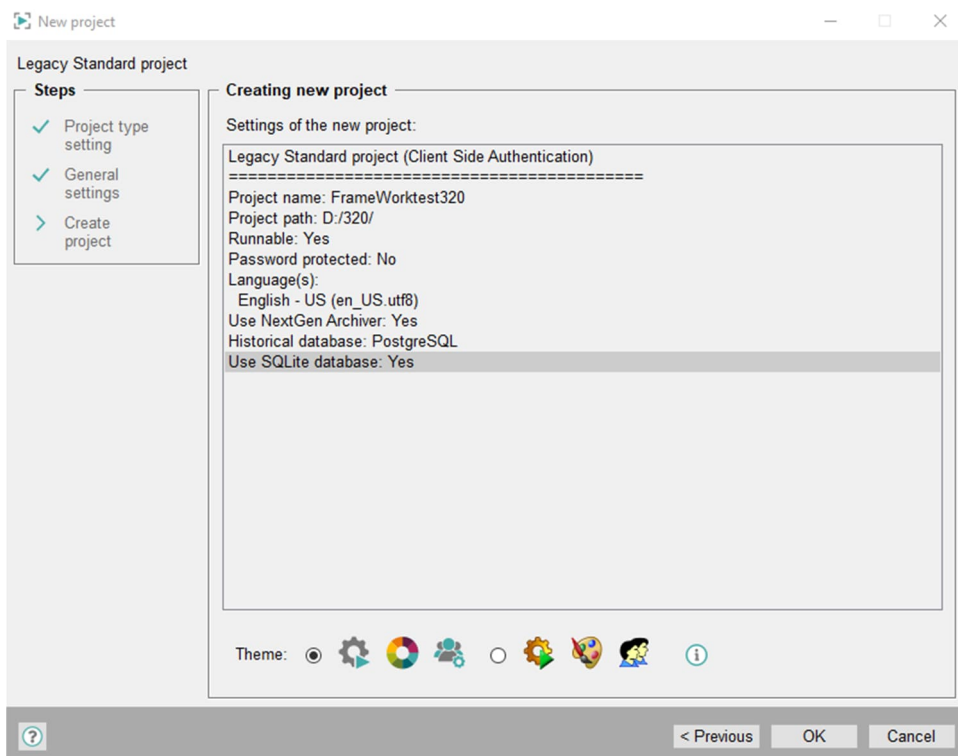 New project
Legacy Standard project
Steps
Project type
setting
General
settings
Create
project
Creating new project
Settings of the new project:
Legacy Standard project (Client Side Authentication)
===========================================
Project name: FrameWorktest320
Project path: D:/320/
Runnable: Yes
Password protected: No
Language(s):
English - US (en_US.utf8)
Use NextGen Archiver: Yes
Historical database: PostgreSQL
Use SQLite database: Yes
Theme:
< Previous
OK
Cancel